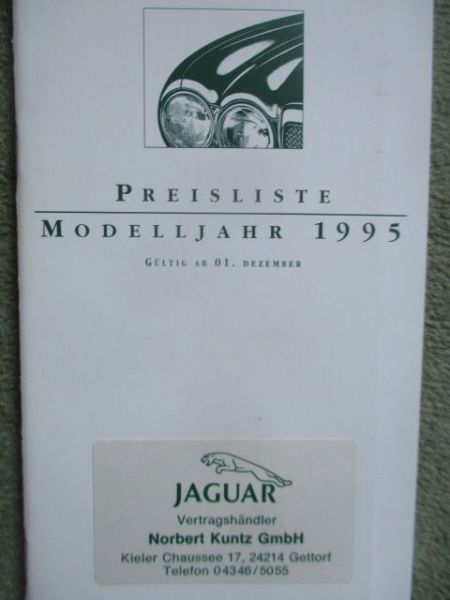 PREISLISTE
MODELLJAHR 1995
GÜLTIG AB 01. DEZEMBER
JAGUAR
Vertragshändler
Norbert Kuntz GmbH
Kieler Chaussee 17, 24214 Gettorf
Telefon 04346/5055